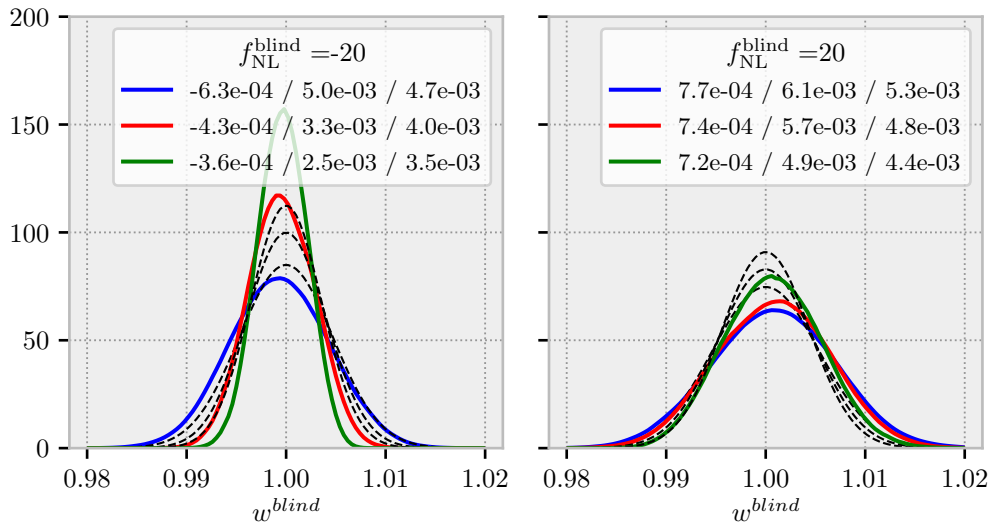 200
150
100
50
0
f_NL^blind =-20
-6.3e-04 / 5.0e-03 / 4.7e-03
-4.3e-04 / 3.3e-03 / 4.0e-03
-3.6e-04 / 2.5e-03 / 3.5e-03
0.98 0.99 1.00 1.01 1.02
w^blind
f_NL^blind =20
7.7e-04 / 6.1e-03 / 5.3e-03
7.4e-04 / 5.7e-03 / 4.8e-03
7.2e-04 / 4.9e-03 / 4.4e-03
0.98 0.99 1.00 1.01 1.02
w^blind